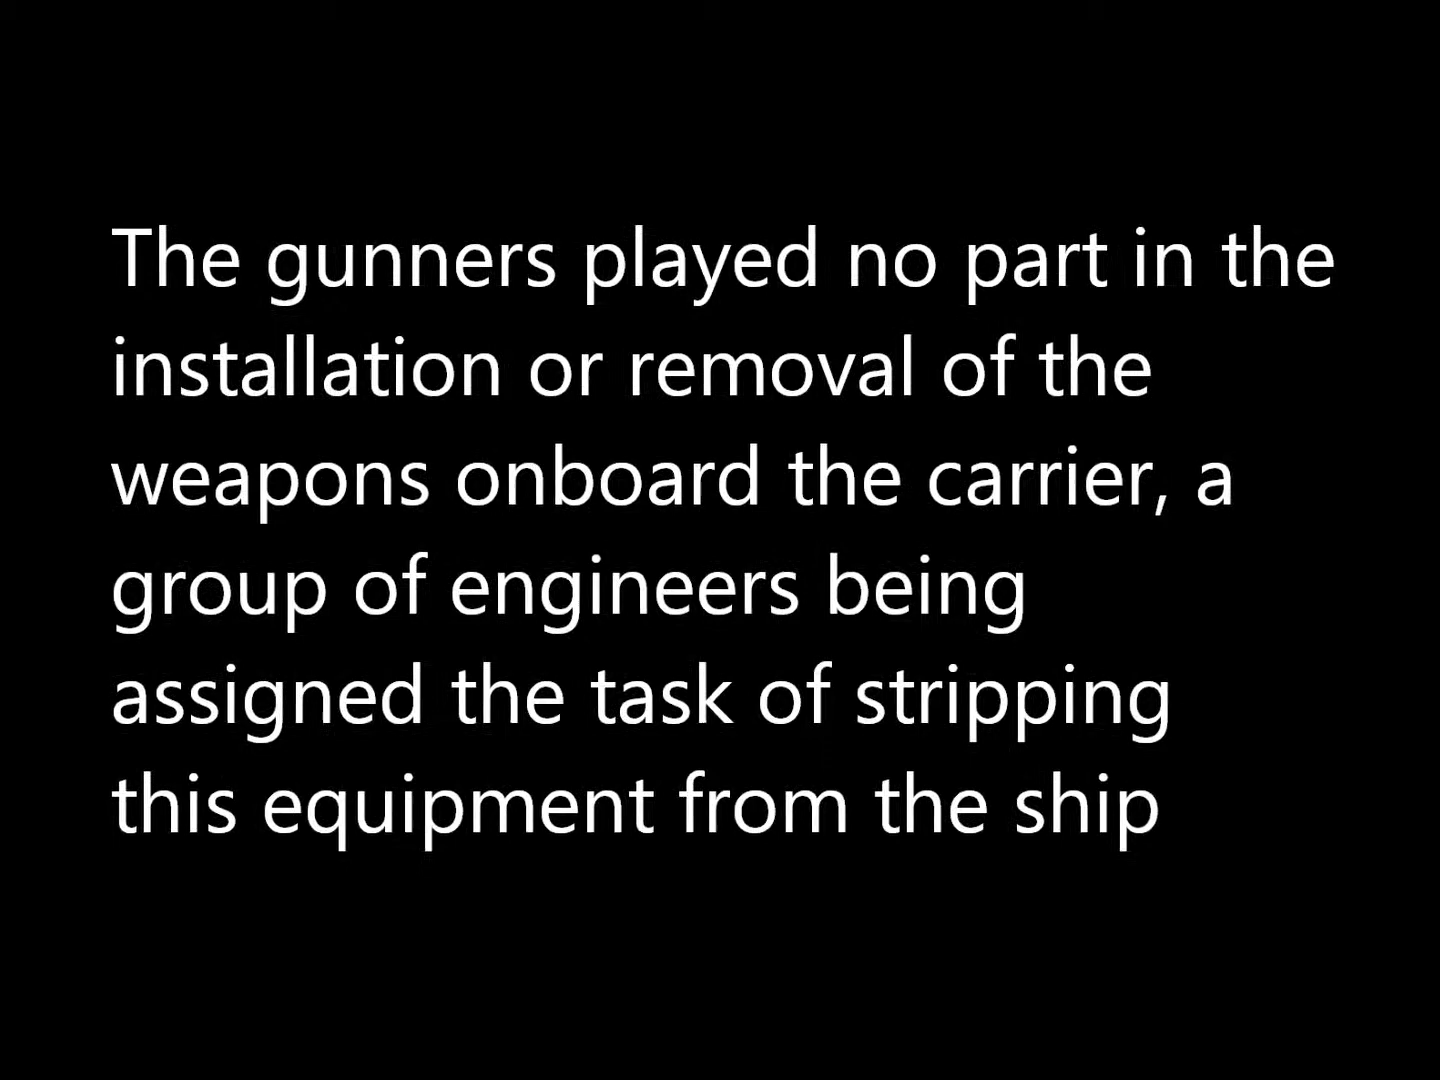 The gunners played no part in the
installation or removal of the
weapons onboard the carrier, a
group of engineers being
assigned the task of stripping
this equipment from the ship